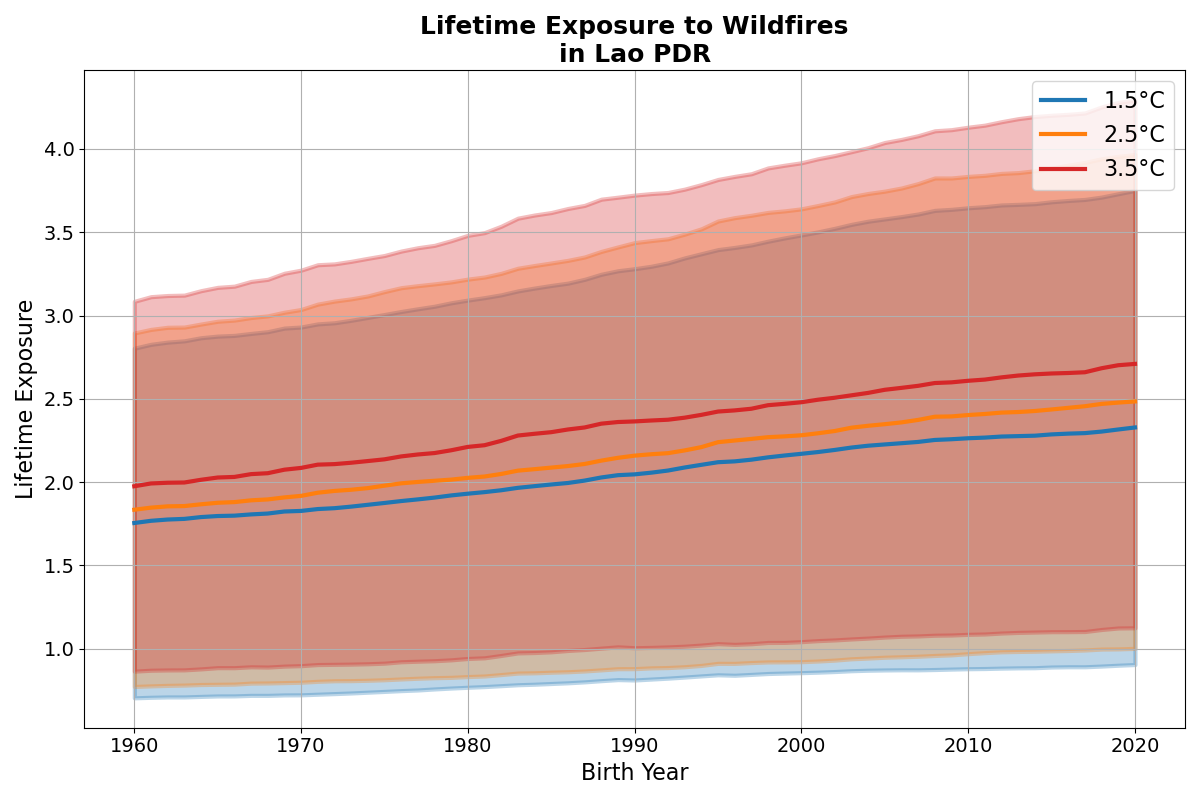 Lifetime Exposure to Wildfires
in Lao PDR
1.5°C
2.5°C
3.5°C
Lifetime Exposure
4.0
3.5
3.0
2.5
2.0
1.5
1.0
1960
1970
1980
1990
2000
2010
2020
Birth Year